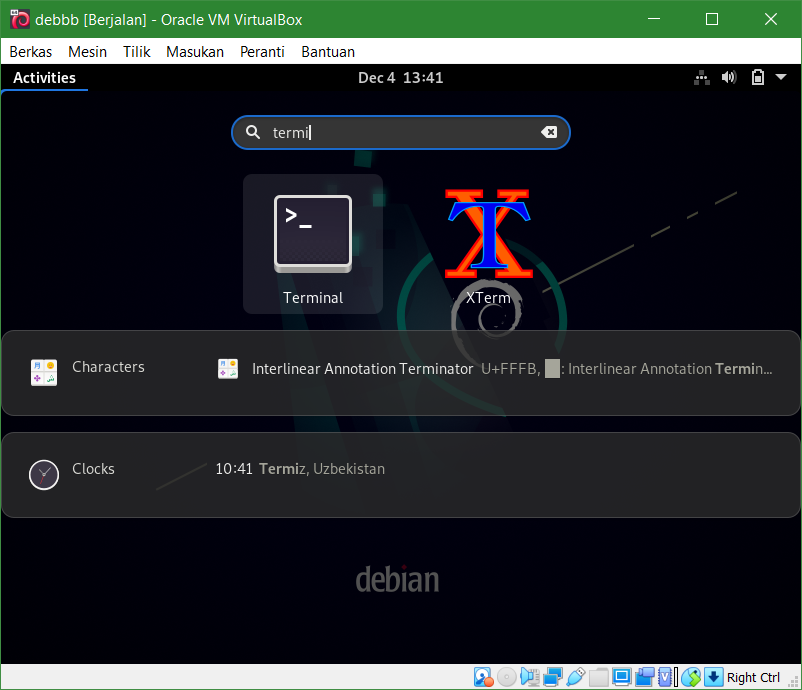 debbb [Berjalan] - Oracle VM VirtualBox
Berkas Mesin Tilik Masukan Peranti Bantuan
Activities Dec 4 13:41
termi
>_
XT
Terminal XTerm
Characters Interlinear Annotation Terminator U+FFFB, : Interlinear Annotation Termin...
Clocks 10:41 Termiz, Uzbekistan
debian
V Right Ctrl